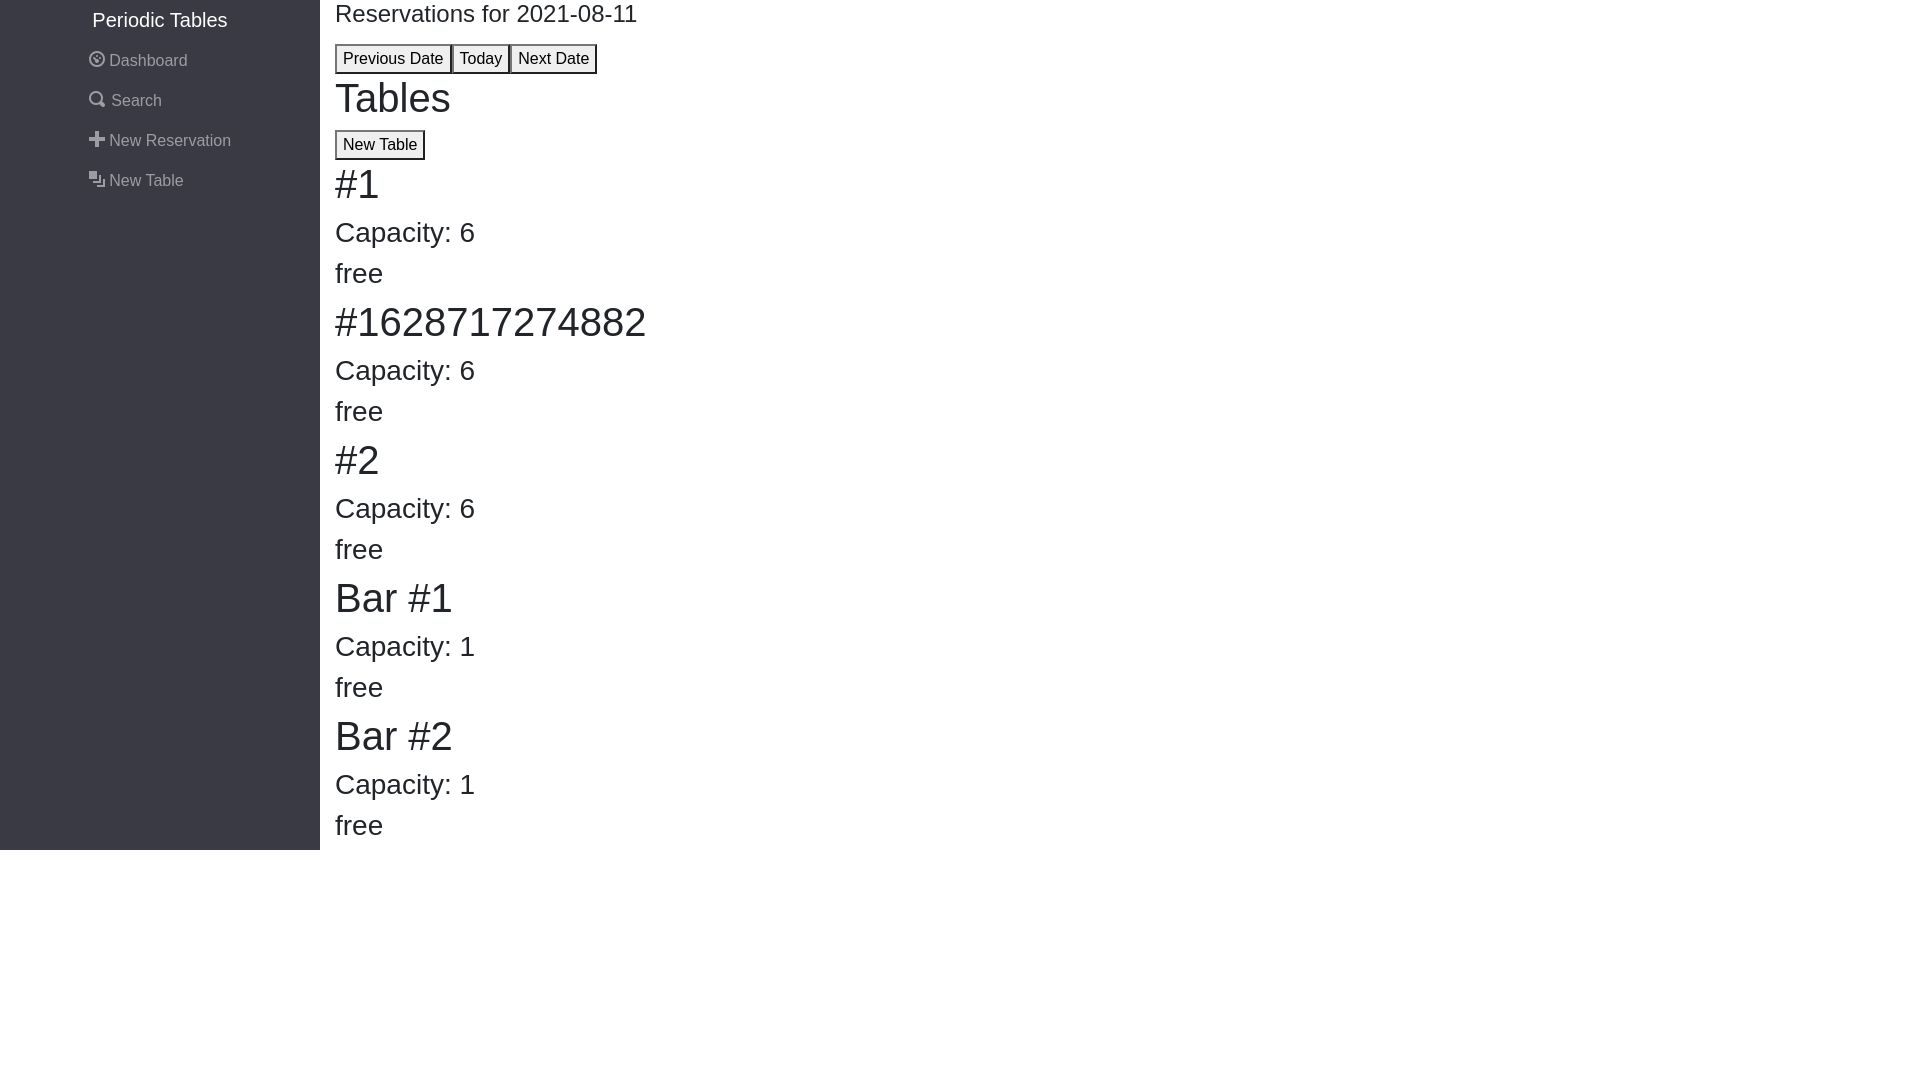 Periodic Tables
Dashboard
Search
New Reservation
New Table
Reservations for 2021-08-11
Previous Date Today Next Date
Tables
New Table
#1
Capacity: 6
free
#1628717274882
Capacity: 6
free
#2
Capacity: 6
free
Bar #1
Capacity: 1
free
Bar #2
Capacity: 1
free